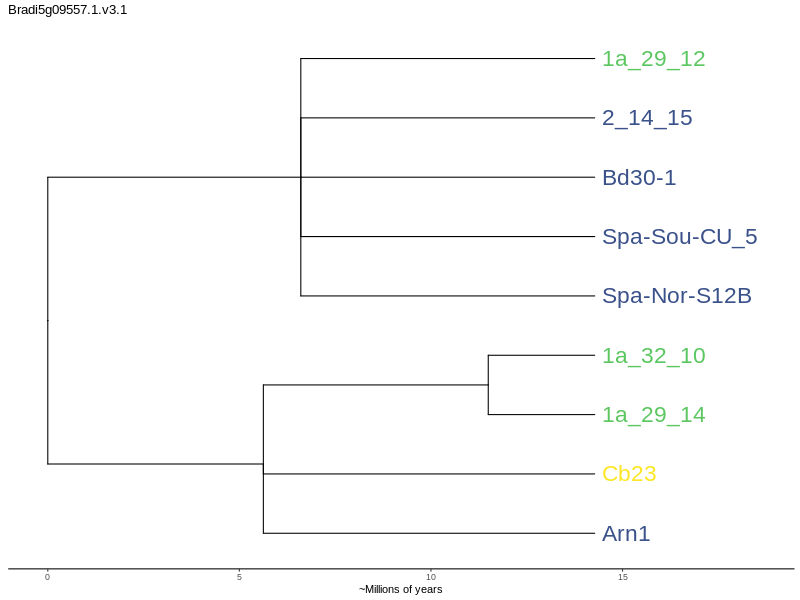 Bradi5g09557.1.v3.1
1a_29_12
2_14_15
Bd30-1
Spa-Sou-CU_5
Spa-Nor-S12B
1a_32_10
1a_29_14
Cb23
Arn1
0 5 10 15
~Millions of years